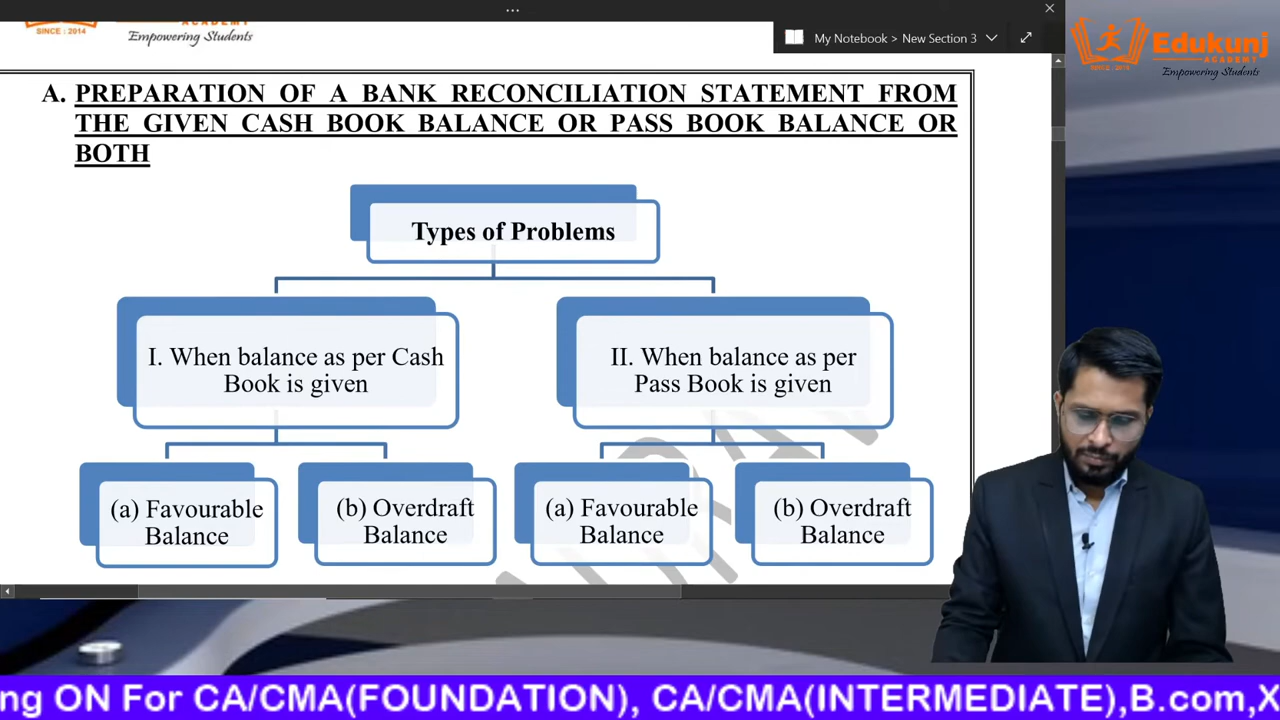 SINCE : 2014
Empowering Students
My Notebook > New Section 3
Edukunj
ACADEMY
Empowering Students
A. PREPARATION OF A BANK RECONCILIATION STATEMENT FROM
THE GIVEN CASH BOOK BALANCE OR PASS BOOK BALANCE OR
BOTH
Types of Problems
I. When balance as per Cash
Book is given
II. When balance as per
Pass Book is given
(a) Favourable
Balance
(b) Overdraft
Balance
(a) Favourable
Balance
(b) Overdraft
Balance
ng ON For CA/CMA(FOUNDATION), CA/CMA(INTERMEDIATE),B.com,X